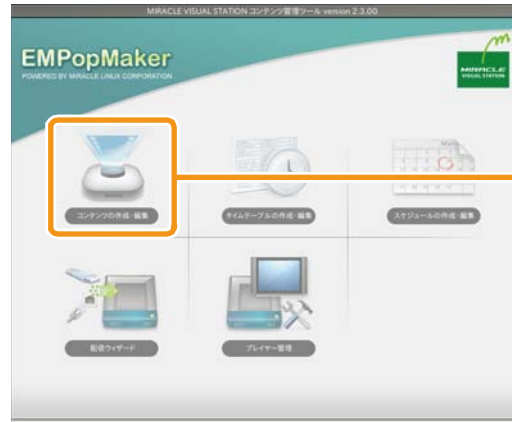 MIRACLE VISUAL STATION コンテンツ管理ツール version 2.3.00
EMPopMaker
POWERED BY MIRACLE LINUX CORPORATION
MIRACLE
VISUAL STATION
コンテンツの作成・編集
タイムテーブルの作成・編集
スケジュールの作成・編集
配信ウィザード
プレイヤー管理